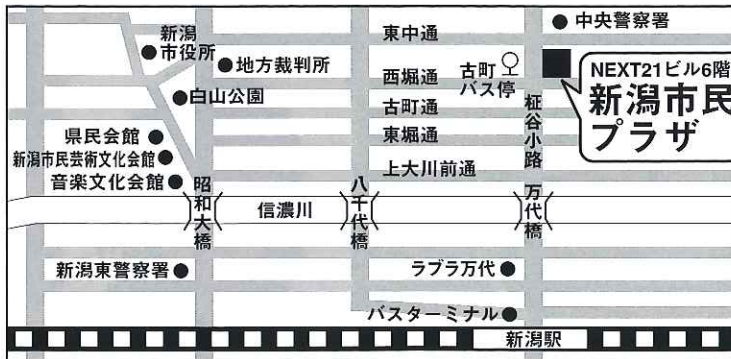 中央警察署
新潟
市役所
東中通
地方裁判所
西堀通
古町
バス停
NEXT21ビル6階
新潟市民
プラザ
白山公園
古町通
柾谷小路
県民会館
東堀通
新潟市民芸術文化会館
上大川前通
音楽文化会館
昭和大橋
信濃川
八千代橋
万代橋
新潟東警察署
ラブラ万代
バスターミナル
新潟駅